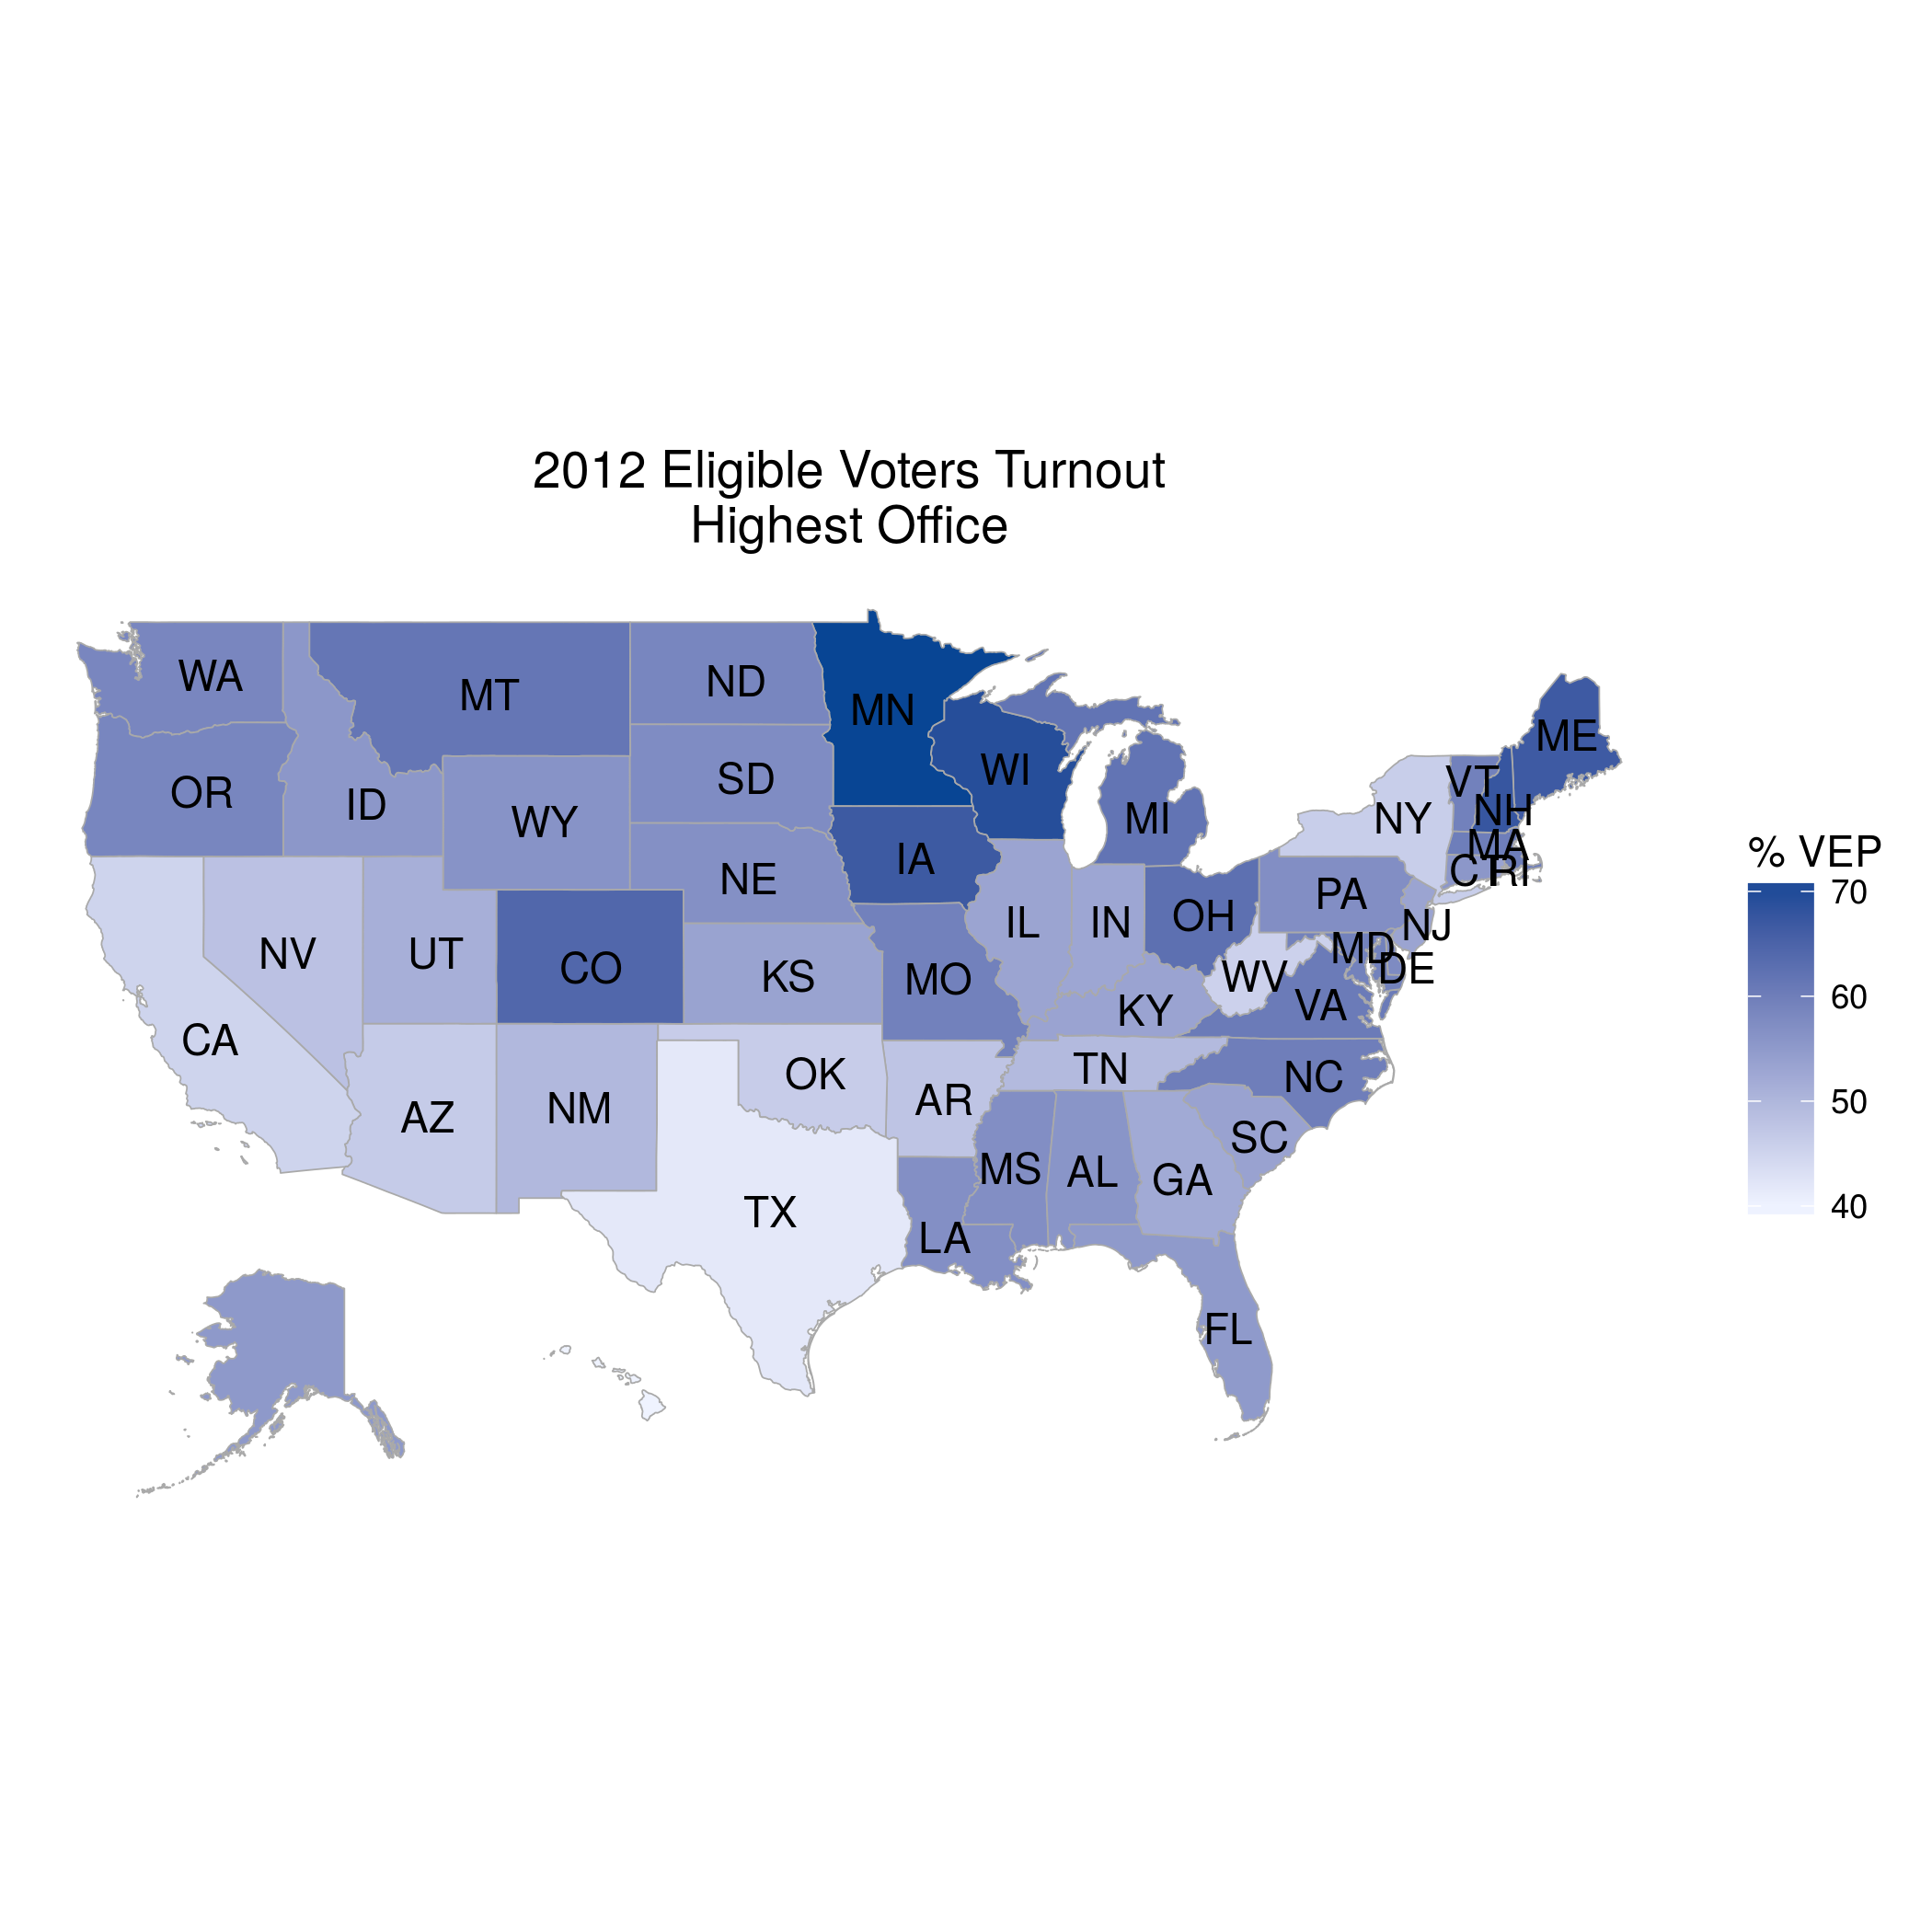 2012 Eligible Voters Turnout
Highest Office
WA
MT
ND
MN
OR
ID
WY
SD
WI
MI
NY
VT
NH
ME
MA
CT
RI
NE
IA
PA
NJ
NV
UT
CO
KS
MO
IL
IN
OH
MD
DE
WV
VA
KY
CA
AZ
NM
OK
AR
TN
NC
SC
TX
LA
MS
AL
GA
FL
% VEP
70
60
50
40